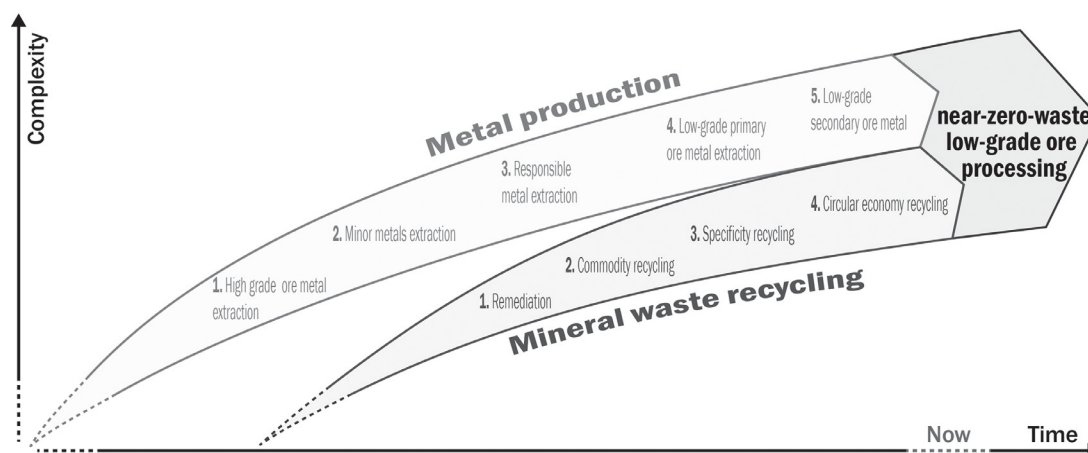 Complexity
Metal production
1. High grade ore metal
extraction
2. Minor metals extraction
3. Responsible
metal extraction
4. Low-grade primary
ore metal extraction
5. Low-grade
secondary ore metal
near-zero-waste
low-grade ore
processing
1. Remediation
2. Commodity recycling
3. Specificity recycling
4. Circular economy recycling
Mineral waste recycling
Now
Time